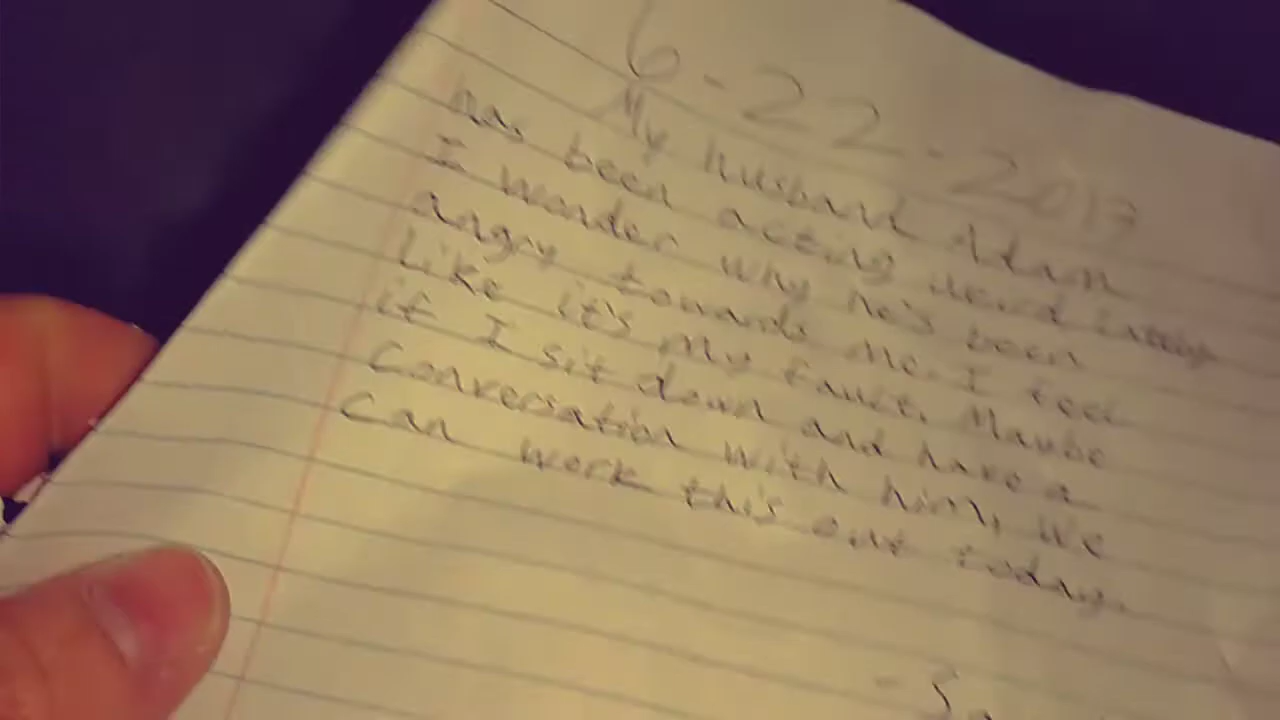 6-22-2017
My husband Adam
has been acting weird lately
I wonder why he's been
angry towards me. I feel
like it's my fault. Maybe
if I sit down and have a
conversation with him, we
can work this out today.